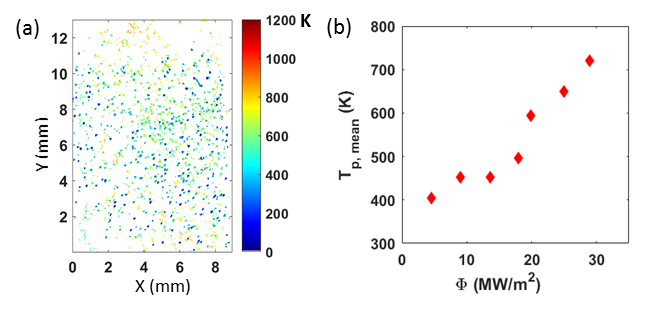 (a)
12
10
8
6
4
2
Y (mm)
0 2 4 6 8
X (mm)
1200 K
1000
800
600
400
200
0
(b)
800
700
600
500
400
300
T_p, mean (K)
0 10 20 30
Φ (MW/m²)